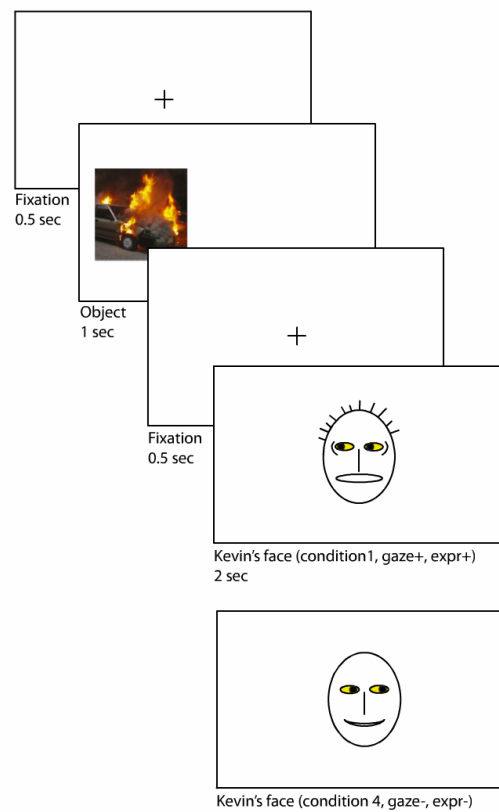 Fixation
0.5 sec
Object
1 sec
Fixation
0.5 sec
Kevin's face (condition1, gaze+, expr+)
2 sec
Kevin's face (condition 4, gaze-, expr-)